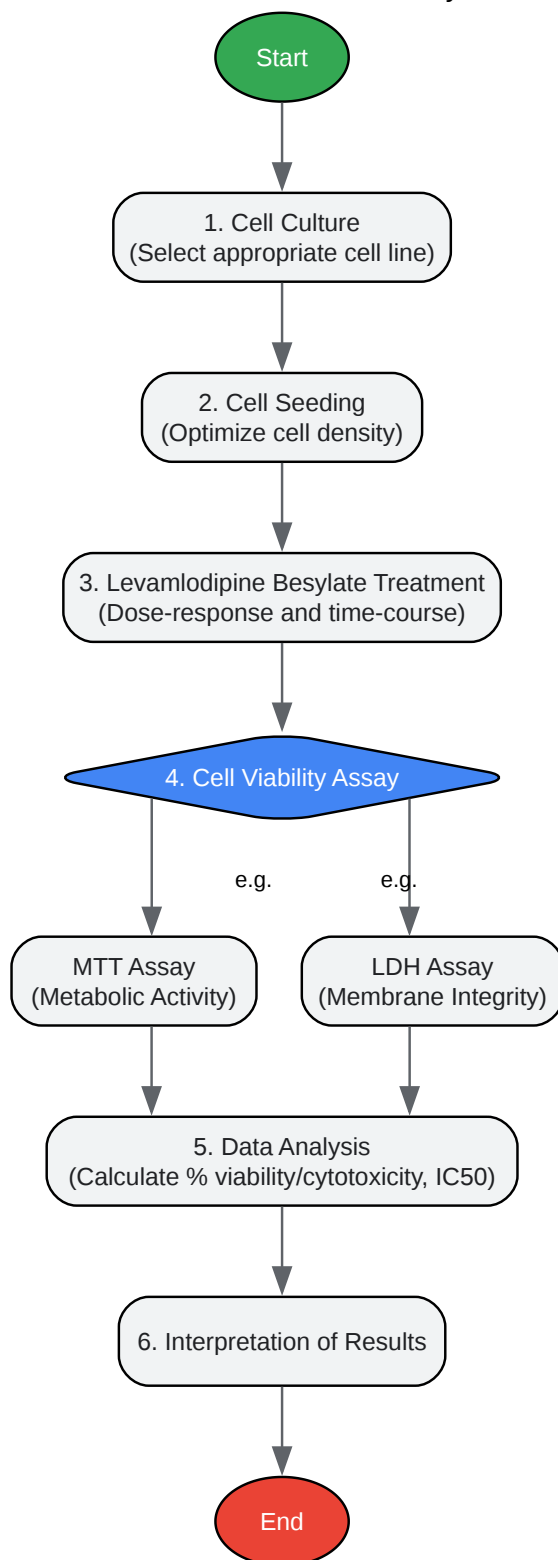 Start
1. Cell Culture
(Select appropriate cell line)
2. Cell Seeding
(Optimize cell density)
3. Levamlodipine Besylate Treatment
(Dose-response and time-course)
4. Cell Viability Assay
e.g. e.g.
MTT Assay
(Metabolic Activity)
LDH Assay
(Membrane Integrity)
5. Data Analysis
(Calculate % viability/cytotoxicity, IC50)
6. Interpretation of Results
End